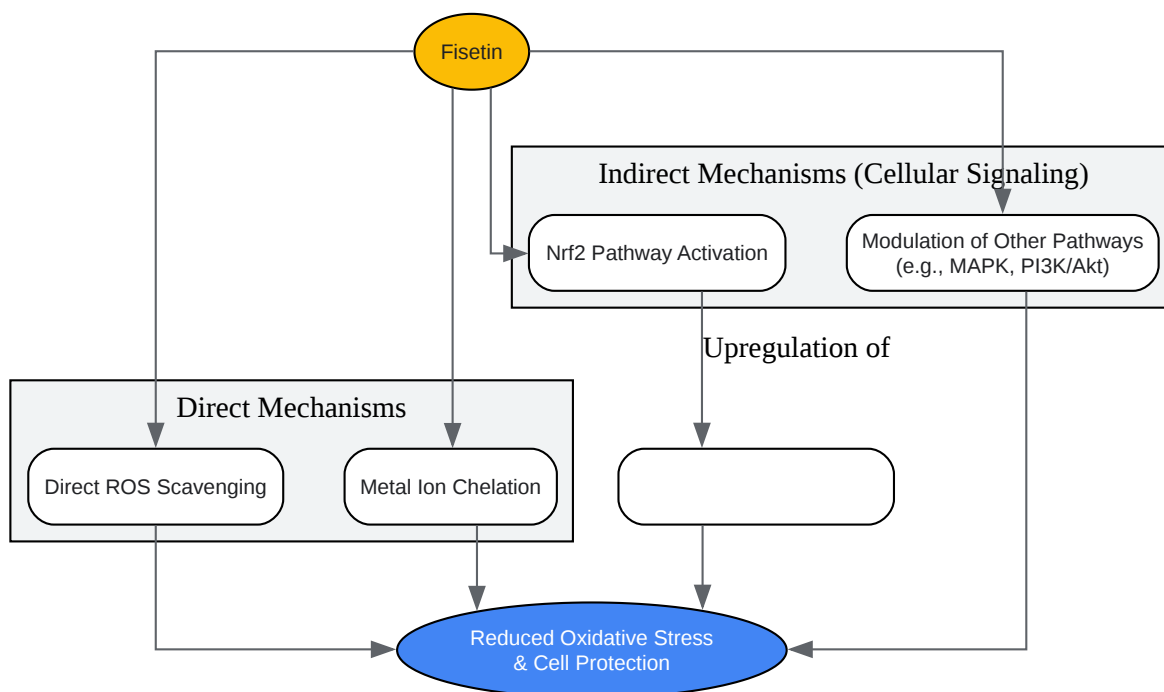 Fisetin
Indirect Mechanisms (Cellular Signaling)
Nrf2 Pathway Activation
Modulation of Other Pathways
(e.g., MAPK, PI3K/Akt)
Upregulation of
Direct Mechanisms
Direct ROS Scavenging
Metal Ion Chelation
Reduced Oxidative Stress
& Cell Protection